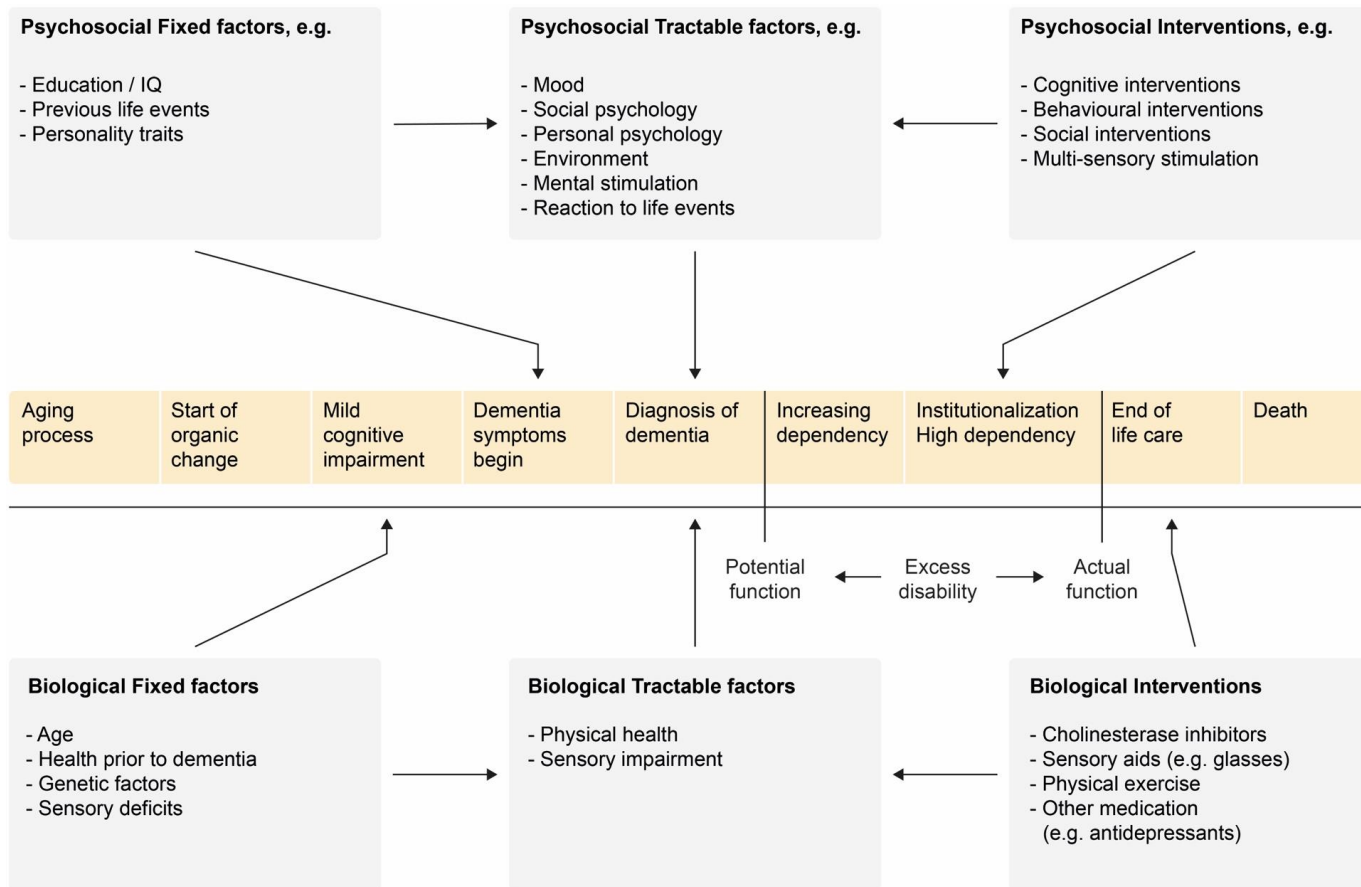 Psychosocial Fixed factors, e.g.
- Education / IQ
- Previous life events
- Personality traits
Psychosocial Tractable factors, e.g.
- Mood
- Social psychology
- Personal psychology
- Environment
- Mental stimulation
- Reaction to life events
Psychosocial Interventions, e.g.
- Cognitive interventions
- Behavioural interventions
- Social interventions
- Multi-sensory stimulation
Aging
process
Start of
organic
change
Mild
cognitive
impairment
Dementia
symptoms
begin
Diagnosis of
dementia
Increasing
dependency
Institutionalization
High dependency
End of
life care
Death
Potential
function
Excess
disability
Actual
function
Biological Fixed factors
- Age
- Health prior to dementia
- Genetic factors
- Sensory deficits
Biological Tractable factors
- Physical health
- Sensory impairment
Biological Interventions
- Cholinesterase inhibitors
- Sensory aids (e.g. glasses)
- Physical exercise
- Other medication
(e.g. antidepressants)